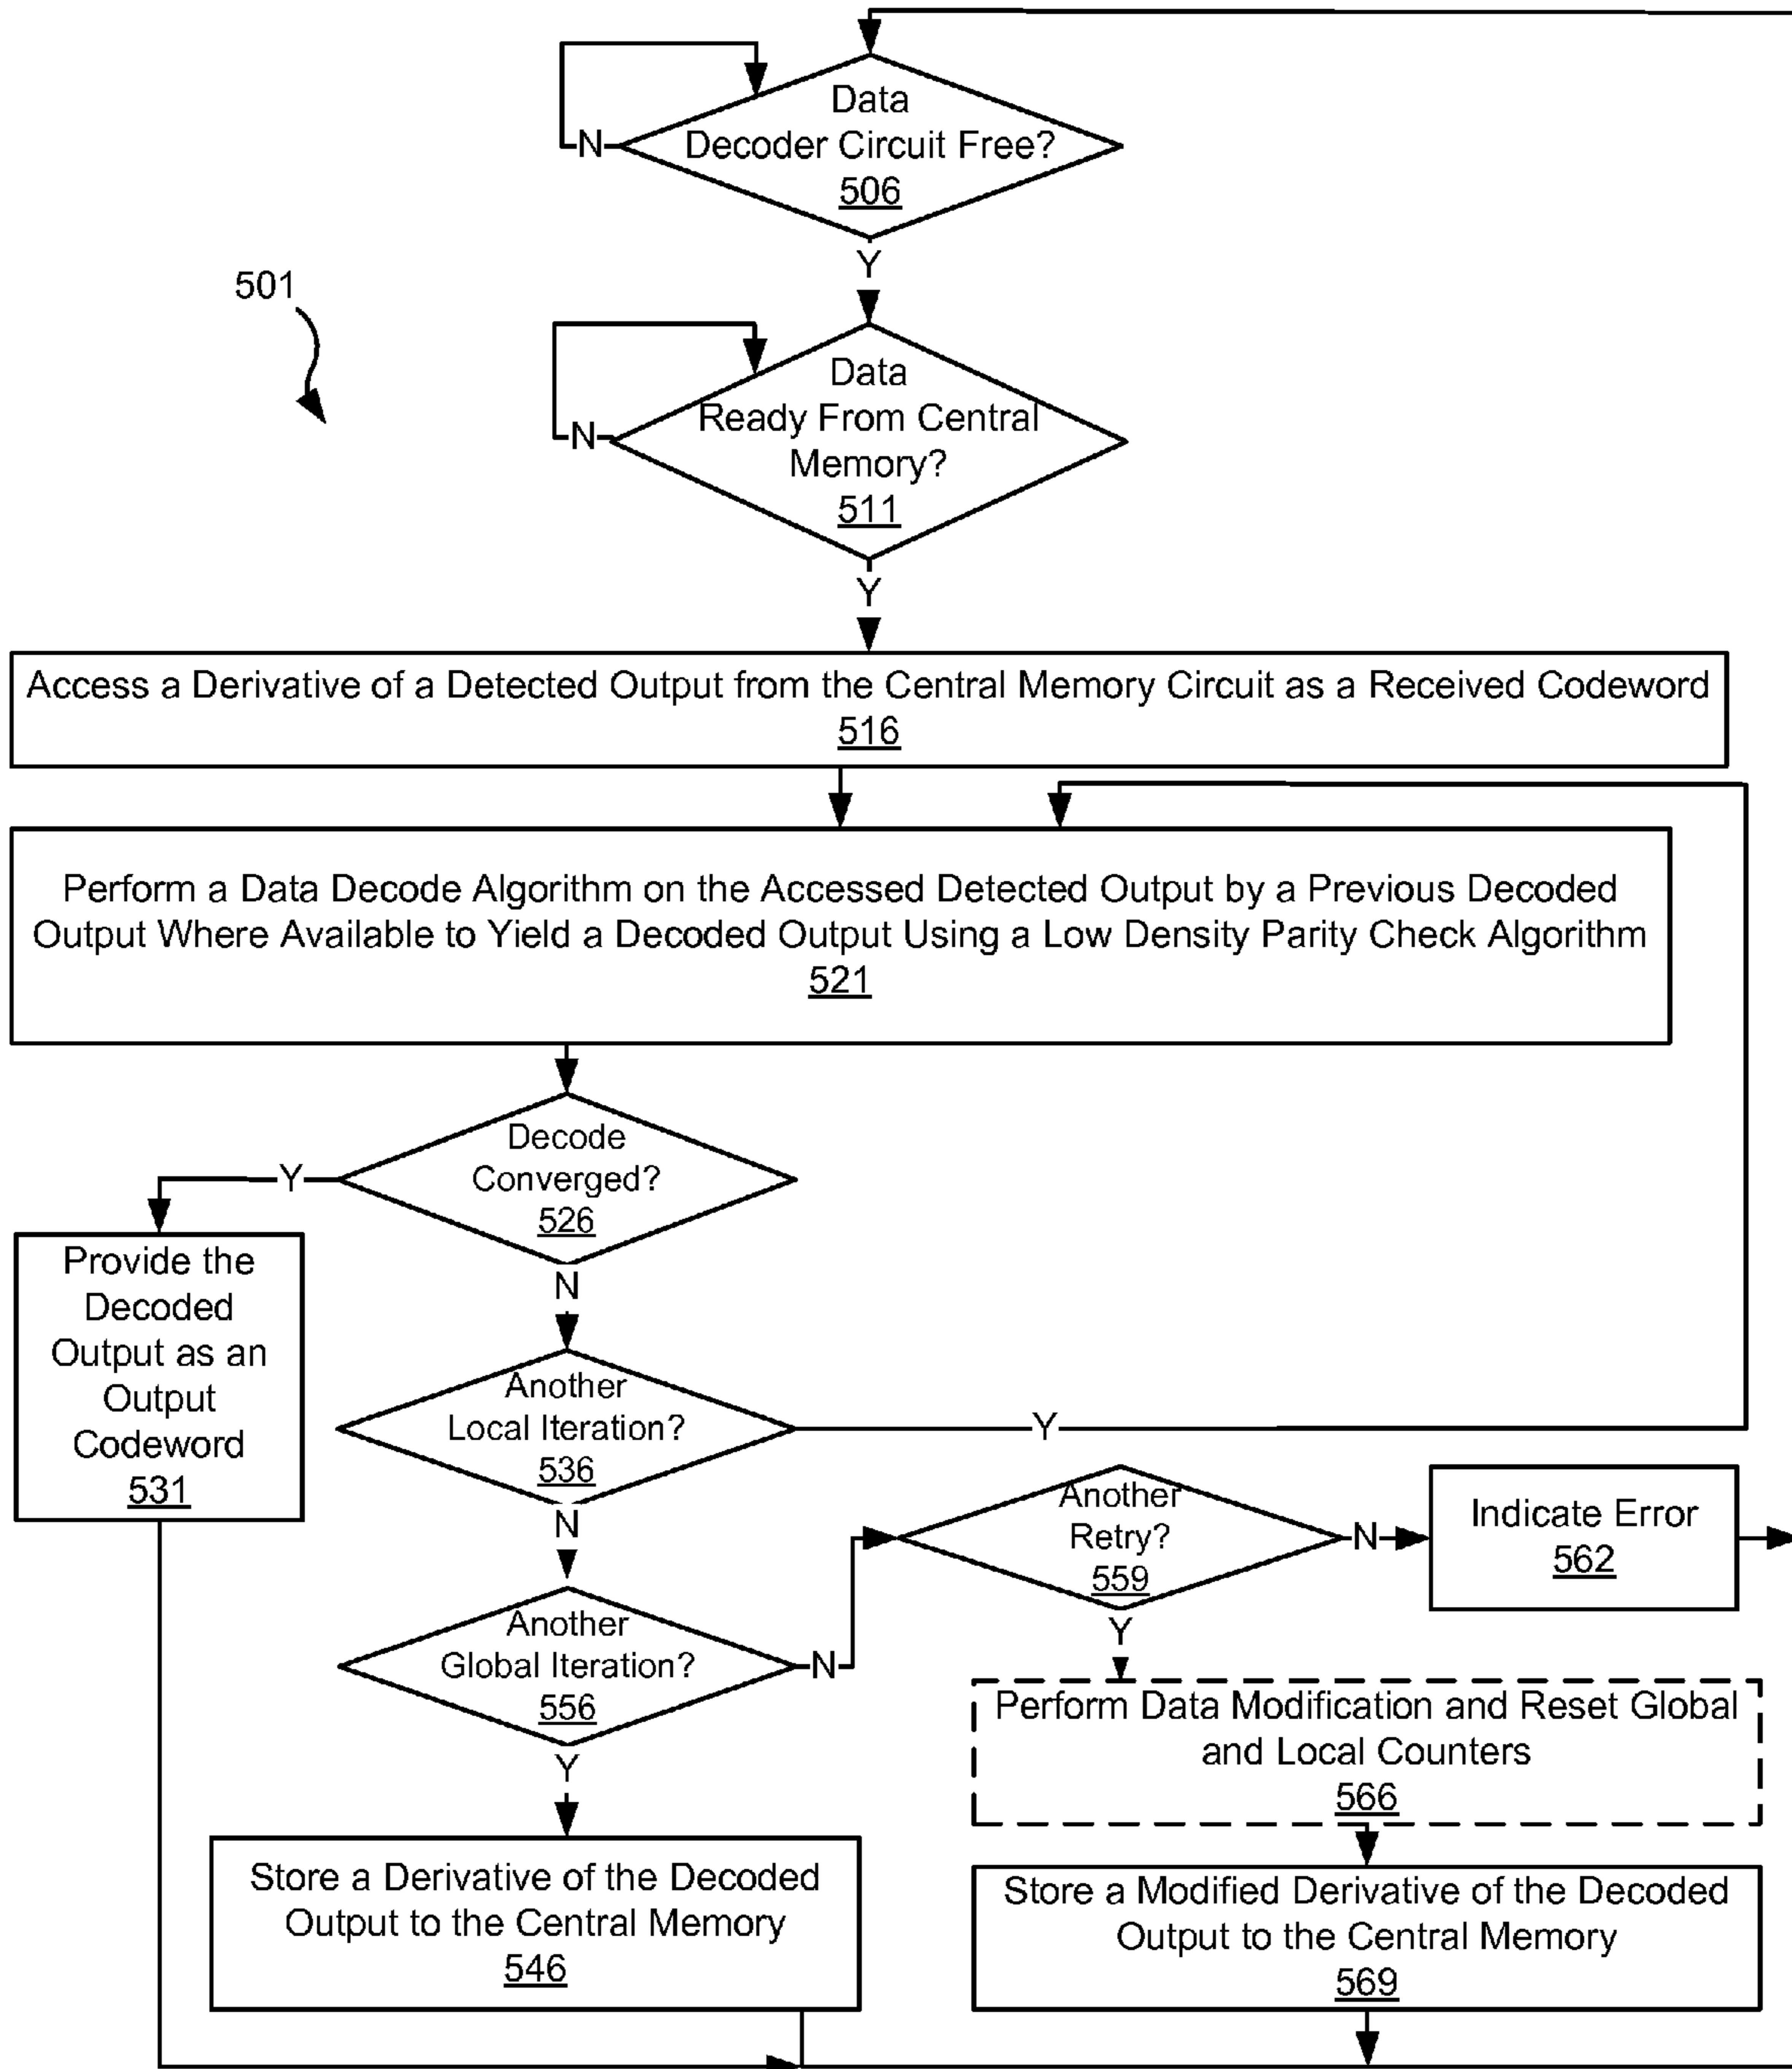 Data
Decoder Circuit Free?
506
N
Y
501
Data
Ready From Central
Memory?
511
N
Y
Access a Derivative of a Detected Output from the Central Memory Circuit as a Received Codeword
516
Perform a Data Decode Algorithm on the Accessed Detected Output by a Previous Decoded
Output Where Available to Yield a Decoded Output Using a Low Density Parity Check Algorithm
521
Decode
Converged?
526
Y
N
Provide the
Decoded
Output as an
Output
Codeword
531
Another
Local Iteration?
536
Y
N
Another
Retry?
559
N
Indicate Error
562
Another
Global Iteration?
556
N
Y
Y
Perform Data Modification and Reset Global
and Local Counters
566
Store a Derivative of the Decoded
Output to the Central Memory
546
Store a Modified Derivative of the Decoded
Output to the Central Memory
569